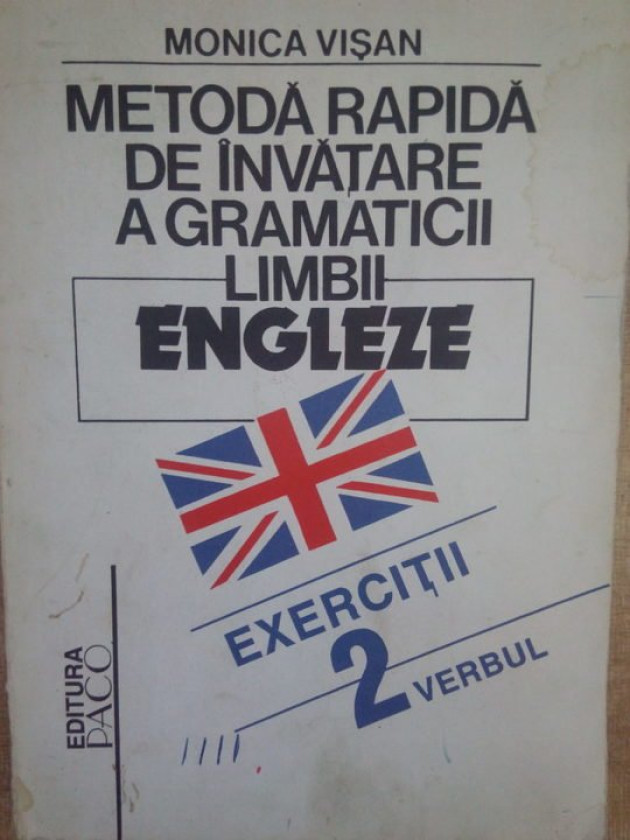 MONICA VIȘAN
METODĂ RAPIDĂ
DE ÎNVĂȚARE
A GRAMATICII
LIMBII
ENGLEZE
EXERCIȚII
2 VERBUL
EDITURA
PACO